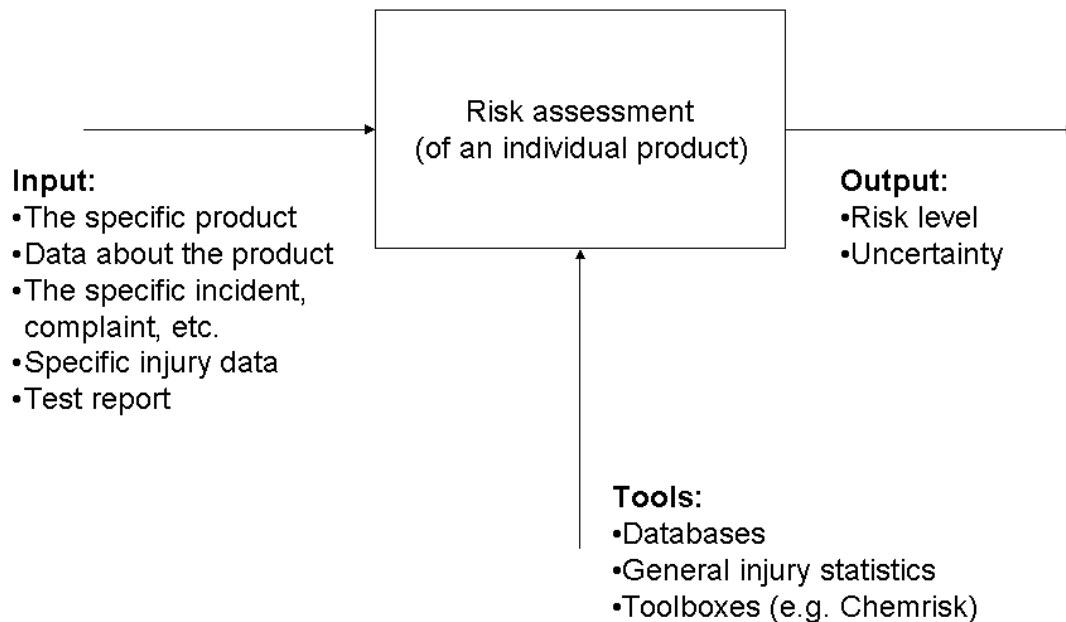 Risk assessment
(of an individual product)
Input:
•The specific product
•Data about the product
•The specific incident,
complaint, etc.
•Specific injury data
•Test report
Output:
•Risk level
•Uncertainty
Tools:
•Databases
•General injury statistics
•Toolboxes (e.g. Chemrisk)